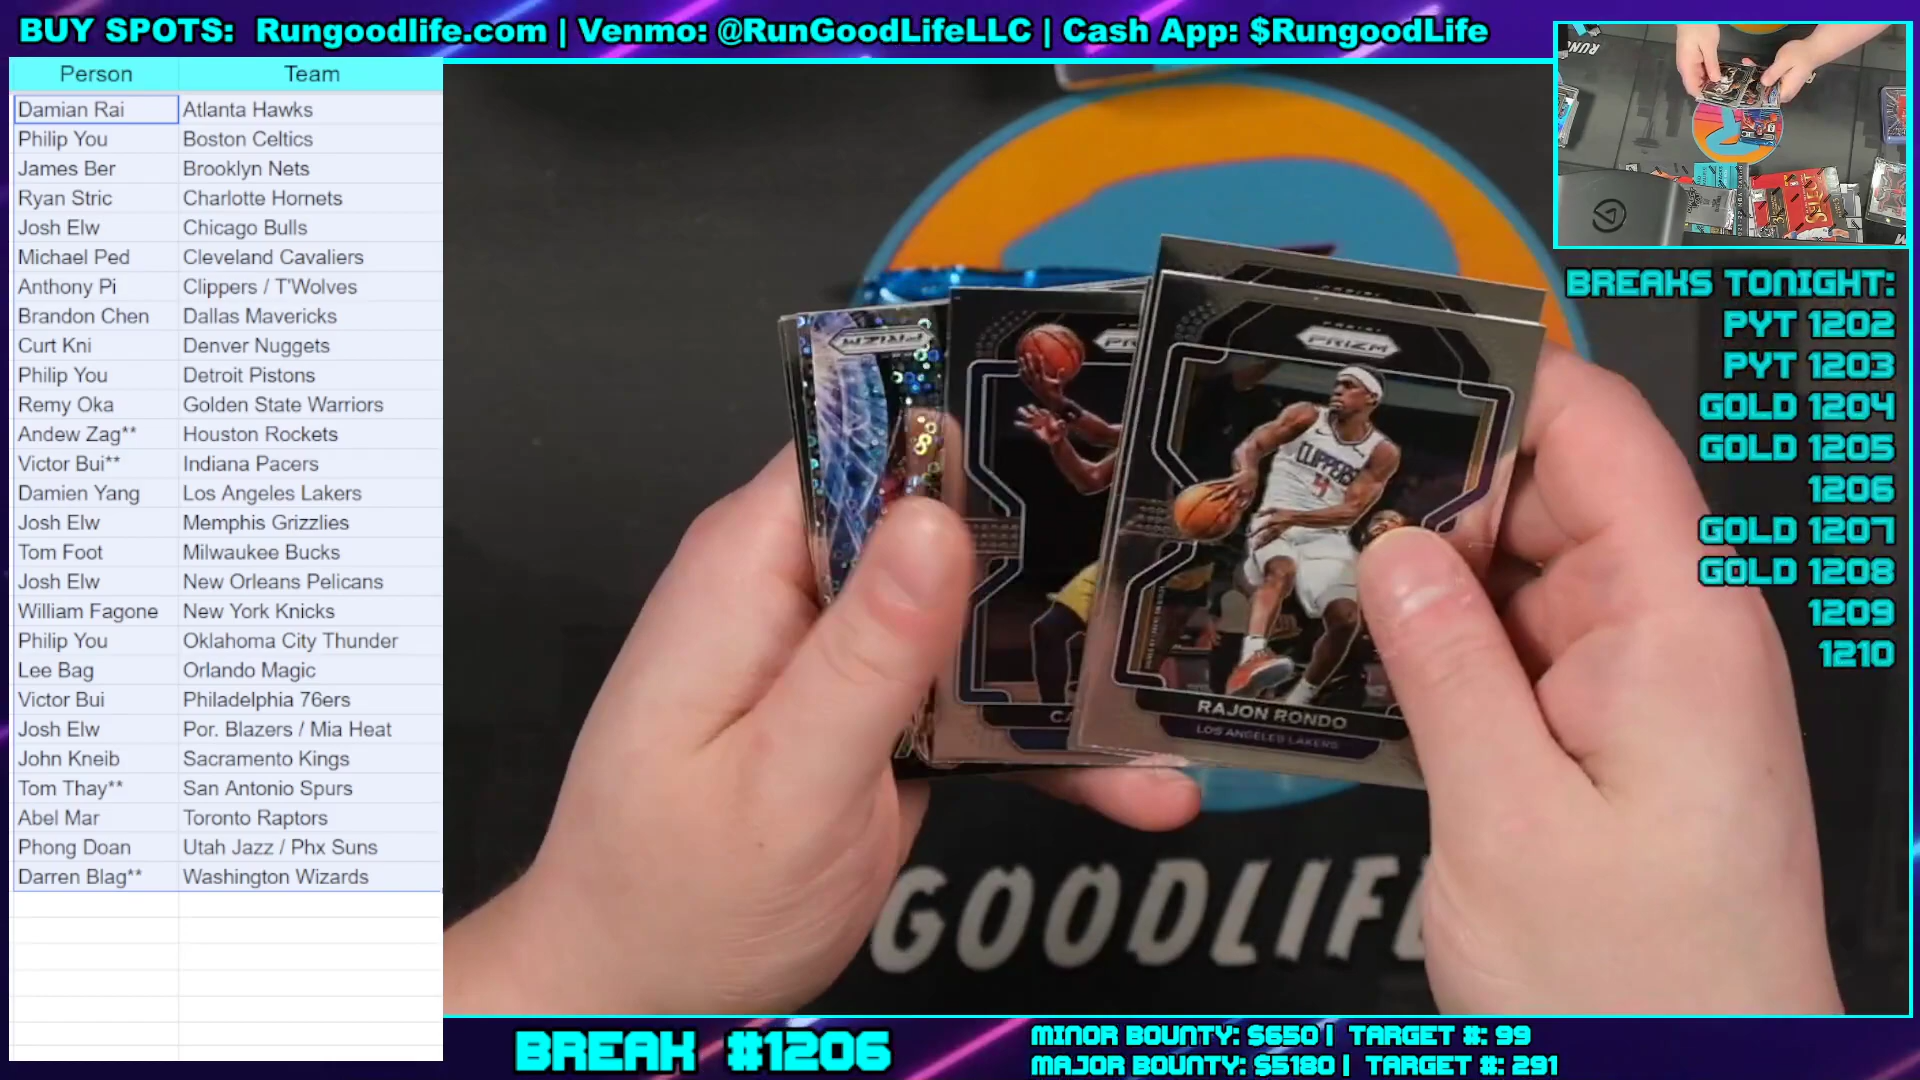 BUY SPOTS: Rungoodlife.com | Venmo: @RunGoodLifeLLC | Cash App: $RungoodLife
Person Team
Damian Rai Atlanta Hawks
Philip You Boston Celtics
James Ber Brooklyn Nets
Ryan Stric Charlotte Hornets
Josh Elw Chicago Bulls
Michael Ped Cleveland Cavaliers
Anthony Pi Clippers / T'Wolves
Brandon Chen Dallas Mavericks
Curt Kni Denver Nuggets
Philip You Detroit Pistons
Remy Oka Golden State Warriors
Andew Zag** Houston Rockets
Victor Bui** Indiana Pacers
Damien Yang Los Angeles Lakers
Josh Elw Memphis Grizzlies
Tom Foot Milwaukee Bucks
Josh Elw New Orleans Pelicans
William Fagone New York Knicks
Philip You Oklahoma City Thunder
Lee Bag Orlando Magic
Victor Bui Philadelphia 76ers
Josh Elw Por. Blazers / Mia Heat
John Kneib Sacramento Kings
Tom Thay** San Antonio Spurs
Abel Mar Toronto Raptors
Phong Doan Utah Jazz / Phx Suns
Darren Blag** Washington Wizards
PRIZM
PRIZM
CLIPPERS
RAJON RONDO
LOS ANGELES LAKERS
GOODLIFE
SELECT
BREAKS TONIGHT:
PYT 1202
PYT 1203
GOLD 1204
GOLD 1205
1206
GOLD 1207
GOLD 1208
1209
1210
BREAK #1206
MINOR BOUNTY: $650 | TARGET #: 99
MAJOR BOUNTY: $5180 | TARGET #: 291